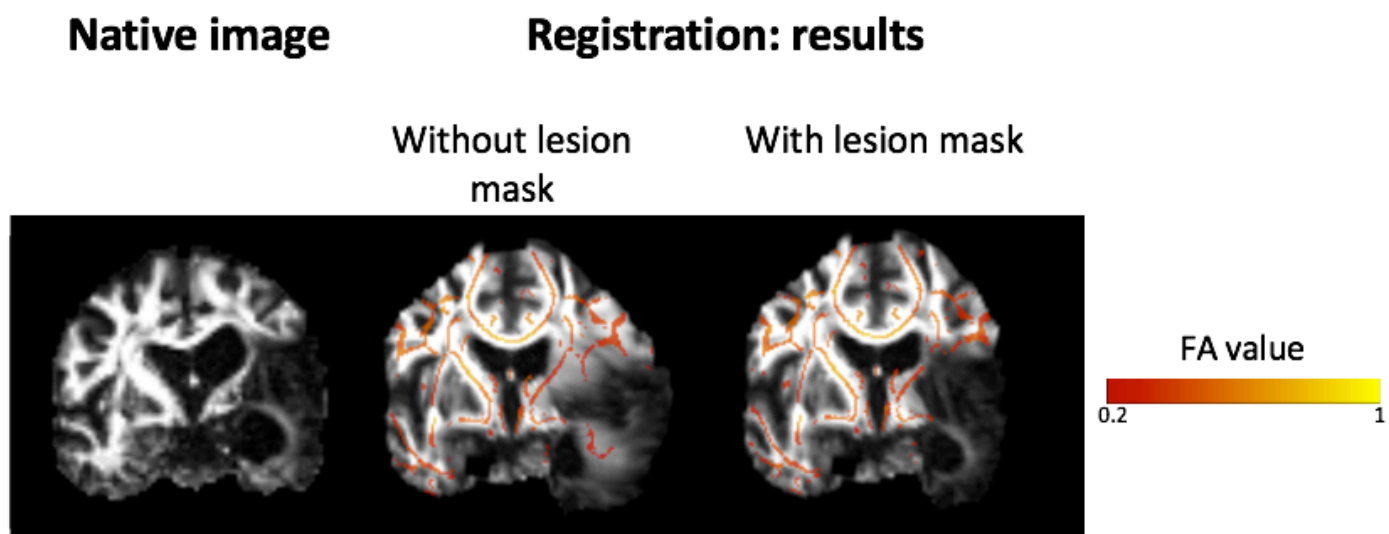 Native image
Registration: results
Without lesion
mask
With lesion mask
FA value
0.2
1